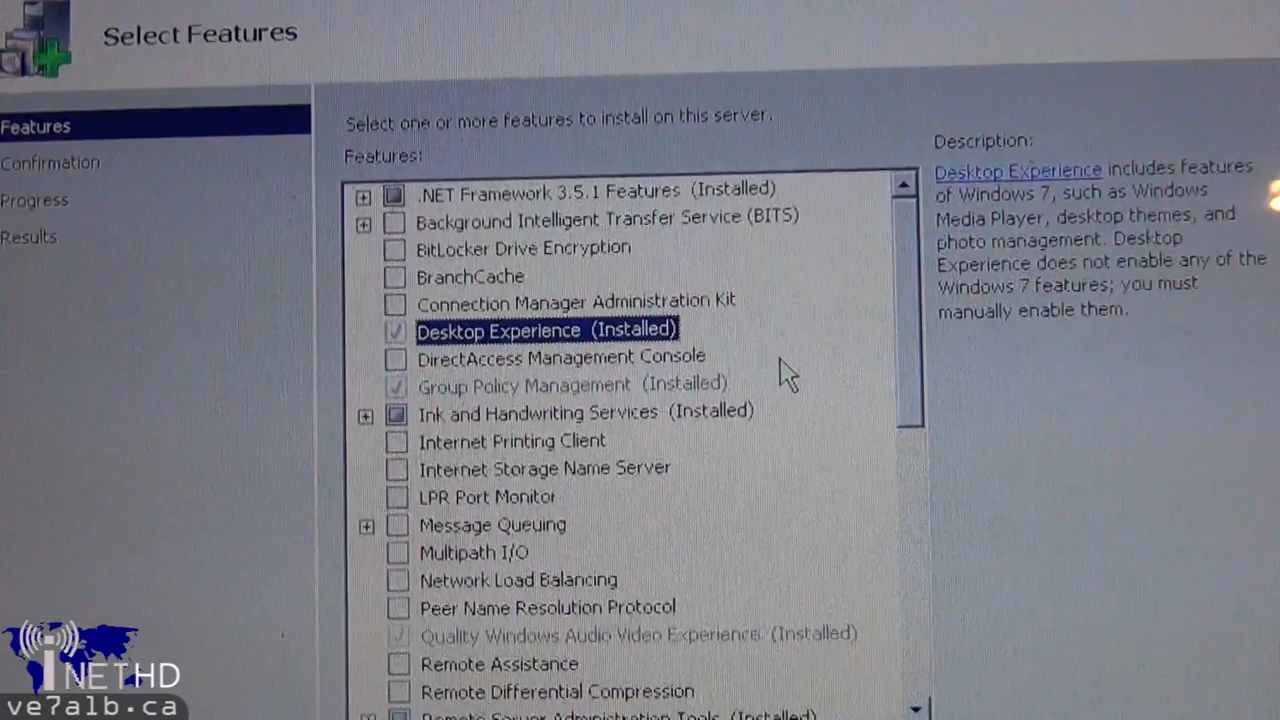 Select Features
Features
Confirmation
Progress
Results
Select one or more features to install on this server.
Features:
.NET Framework 3.5.1 Features (Installed)
Background Intelligent Transfer Service (BITS)
BitLocker Drive Encryption
BranchCache
Connection Manager Administration Kit
Desktop Experience (Installed)
DirectAccess Management Console
Group Policy Management (Installed)
Ink and Handwriting Services (Installed)
Internet Printing Client
Internet Storage Name Server
LPR Port Monitor
Message Queuing
Multipath I/O
Network Load Balancing
Peer Name Resolution Protocol
Quality Windows Audio Video Experience (Installed)
Remote Assistance
Remote Differential Compression
Remote Server Administration Tools (Installed)
Description:
Desktop Experience includes features
of Windows 7, such as Windows
Media Player, desktop themes, and
photo management. Desktop
Experience does not enable any of the
Windows 7 features; you must
manually enable them.
iNETHD
ve7alb.ca